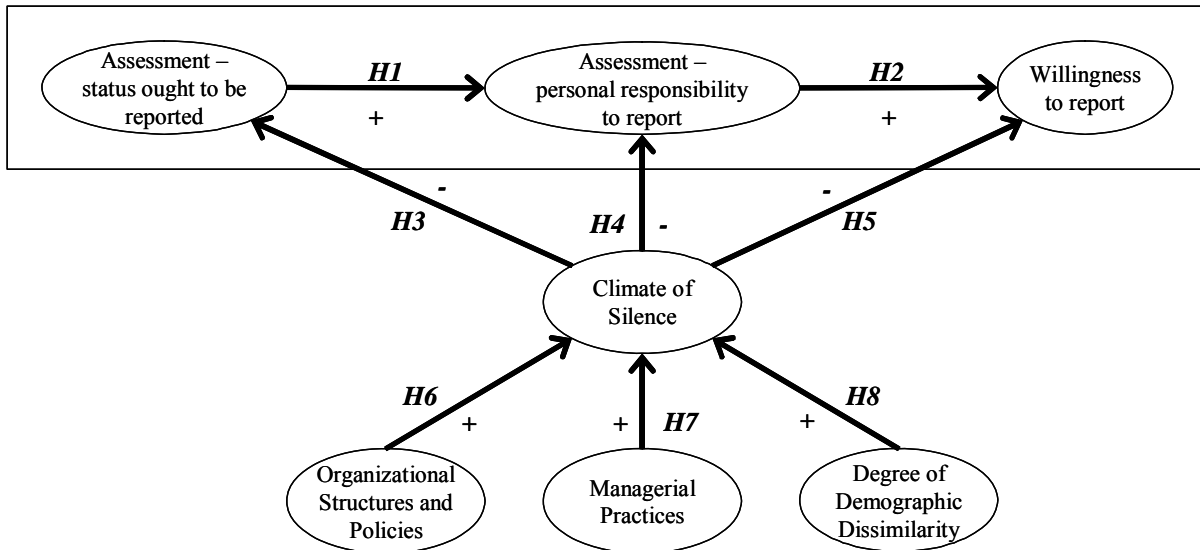 Assessment –
status ought to be
reported
H1
+
Assessment –
personal responsibility
to report
H2
+
Willingness
to report
-
H3
H4
-
-
H5
Climate of
Silence
H6
+
+
H7
H8
+
Organizational
Structures and
Policies
Managerial
Practices
Degree of
Demographic
Dissimilarity